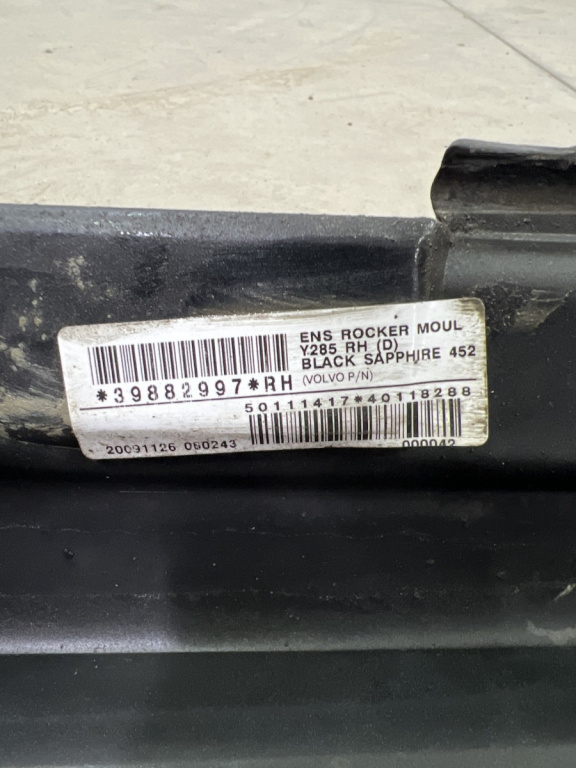 ENS ROCKER MOUL
Y285 RH (D)
BLACK SAPPHIRE 452
*39882997*RH
(VOLVO P/N)
50111417*40118288
20091126 050243
000042